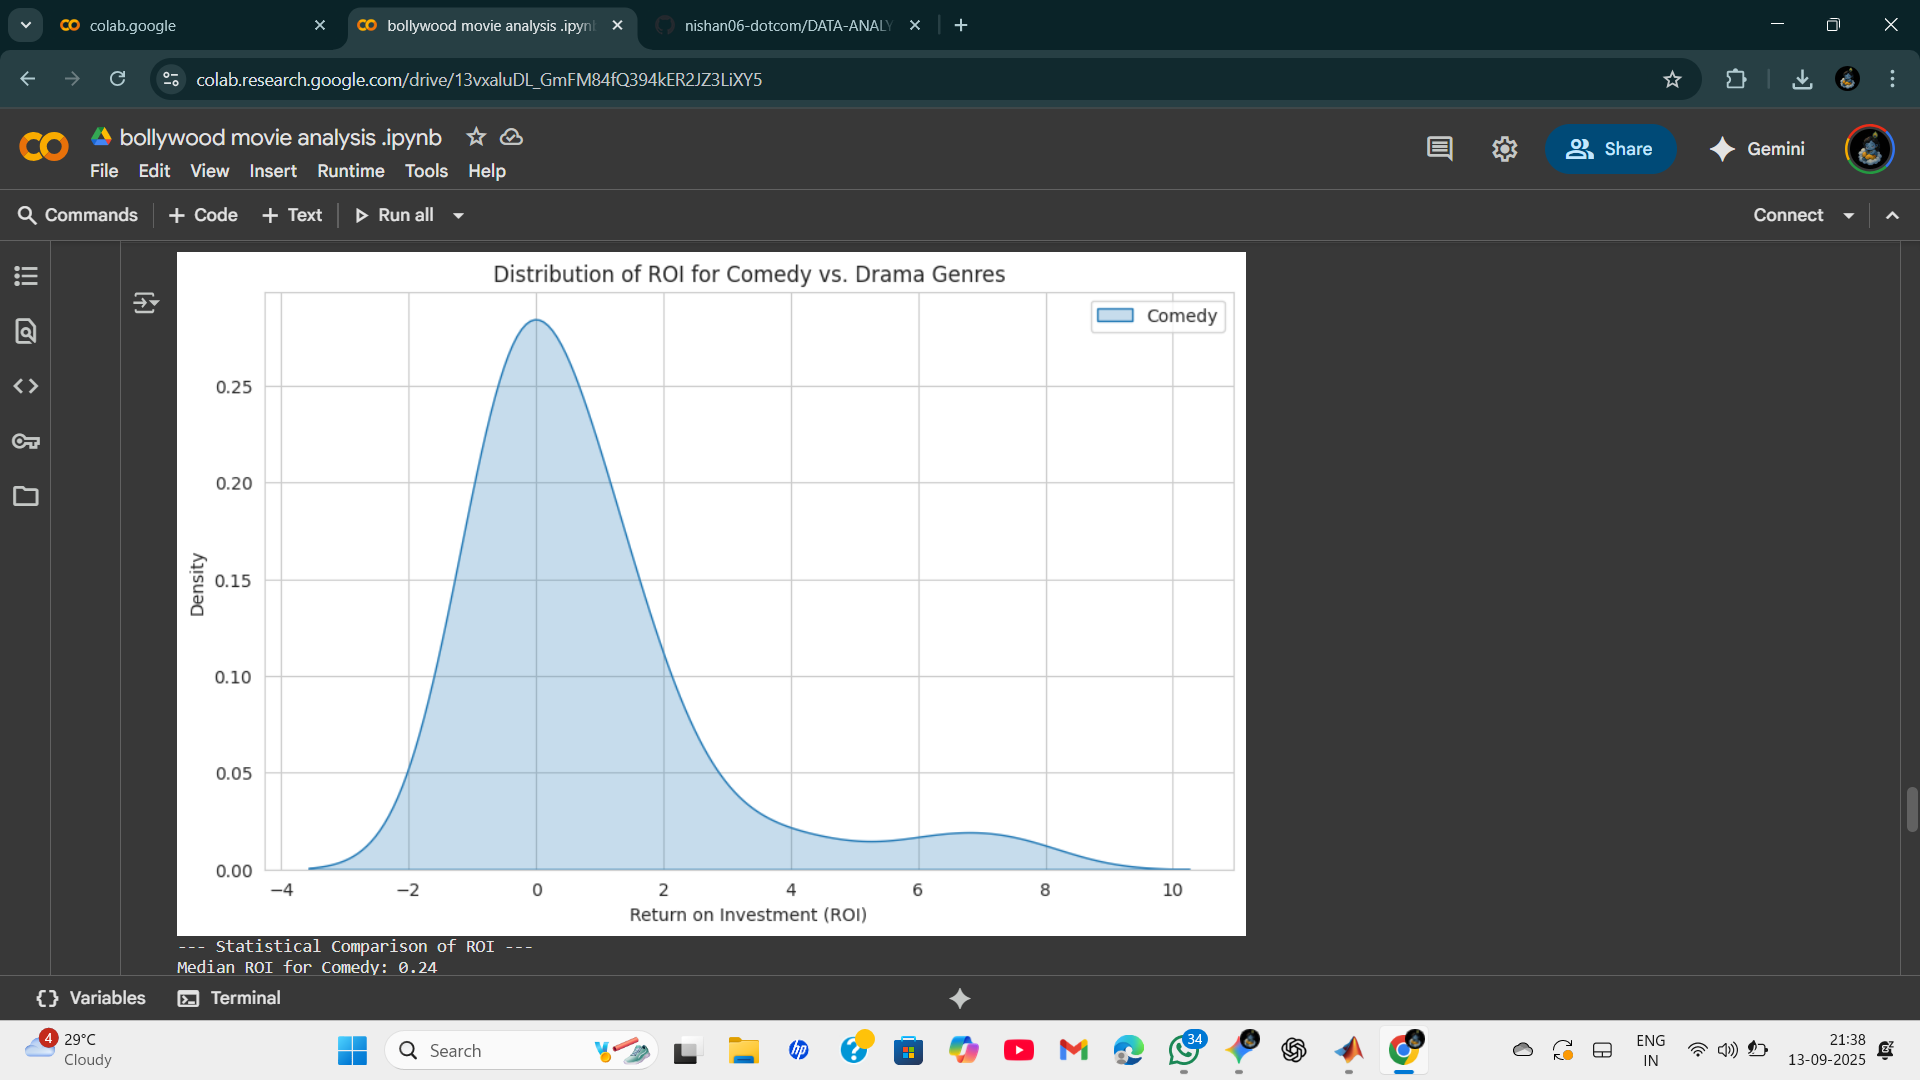 colab.google
bollywood movie analysis .ipynb
nishan06-dotcom/DATA-ANALY
colab.research.google.com/drive/13vxaluDL_GmFM84fQ394kER2JZ3LiXY5
bollywood movie analysis .ipynb
File Edit View Insert Runtime Tools Help
Share
Gemini
Commands + Code + Text Run all
Connect
Distribution of ROI for Comedy vs. Drama Genres
Comedy
0.25
0.20
0.15
0.10
0.05
0.00
Density
−4 −2 0 2 4 6 8 10
Return on Investment (ROI)
--- Statistical Comparison of ROI ---
Median ROI for Comedy: 0.24
Variables
Terminal
4
29°C
Cloudy
Search
hp
34
ENG
IN
21:38
13-09-2025